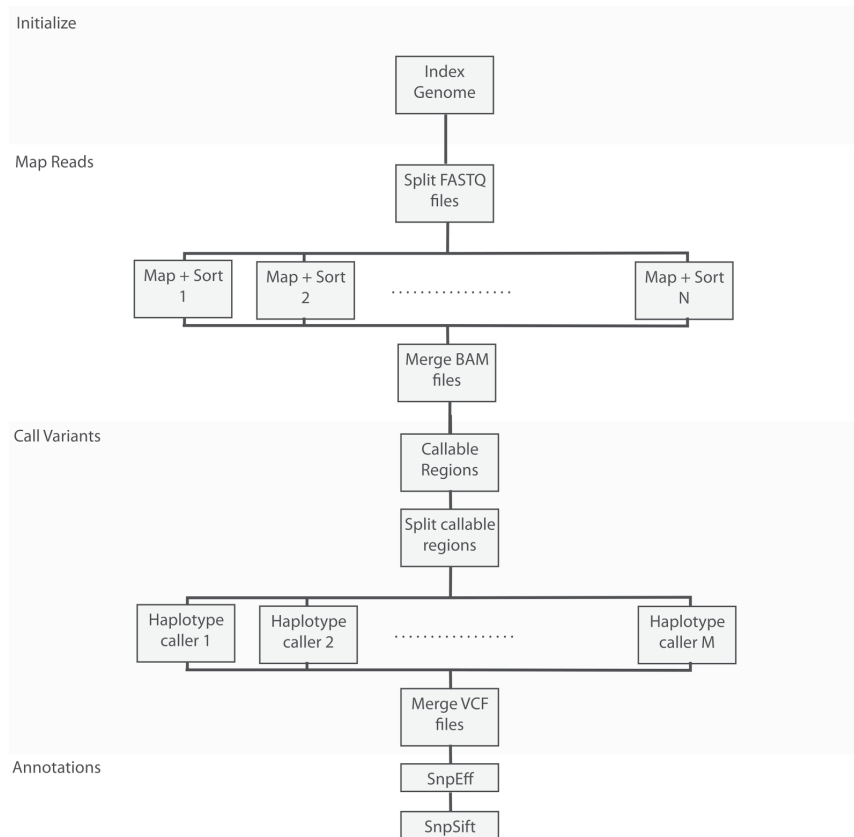 Initialize
Index
Genome
Map Reads
Split FASTQ
files
Map + Sort
1
Map + Sort
2
.................
Map + Sort
N
Merge BAM
files
Call Variants
Callable
Regions
Split callable
regions
Haplotype
caller 1
Haplotype
caller 2
.................
Haplotype
caller M
Merge VCF
files
Annotations
SnpEff
SnpSift